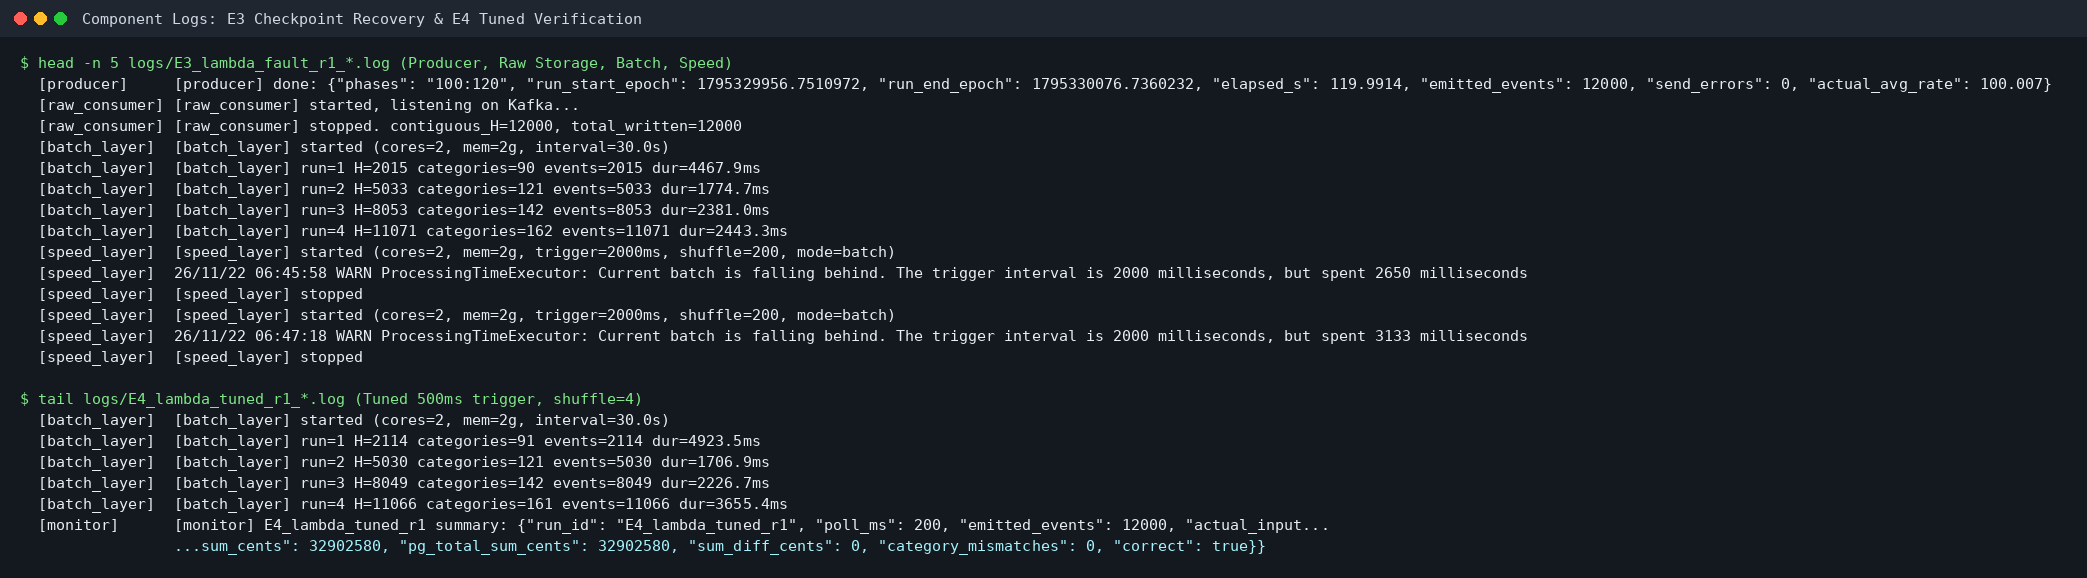 Component Logs: E3 Checkpoint Recovery & E4 Tuned Verification
$ head -n 5 logs/E3_lambda_fault_r1_*.log (Producer, Raw Storage, Batch, Speed)
[producer] [producer] done: {"phases": "100:120", "run_start_epoch": 1795329956.7510972, "run_end_epoch": 1795330076.7360232, "elapsed_s": 119.9914, "emitted_events": 12000, "send_errors": 0, "actual_avg_rate": 100.007}
[raw_consumer] [raw_consumer] started, listening on Kafka...
[raw_consumer] [raw_consumer] stopped. contiguous_H=12000, total_written=12000
[batch_layer] [batch_layer] started (cores=2, mem=2g, interval=30.0s)
[batch_layer] [batch_layer] run=1 H=2015 categories=90 events=2015 dur=4467.9ms
[batch_layer] [batch_layer] run=2 H=5033 categories=121 events=5033 dur=1774.7ms
[batch_layer] [batch_layer] run=3 H=8053 categories=142 events=8053 dur=2381.0ms
[batch_layer] [batch_layer] run=4 H=11071 categories=162 events=11071 dur=2443.3ms
[speed_layer] [speed_layer] started (cores=2, mem=2g, trigger=2000ms, shuffle=200, mode=batch)
[speed_layer] 26/11/22 06:45:58 WARN ProcessingTimeExecutor: Current batch is falling behind. The trigger interval is 2000 milliseconds, but spent 2650 milliseconds
[speed_layer] [speed_layer] stopped
[speed_layer] [speed_layer] started (cores=2, mem=2g, trigger=2000ms, shuffle=200, mode=batch)
[speed_layer] 26/11/22 06:47:18 WARN ProcessingTimeExecutor: Current batch is falling behind. The trigger interval is 2000 milliseconds, but spent 3133 milliseconds
[speed_layer] [speed_layer] stopped
$ tail logs/E4_lambda_tuned_r1_*.log (Tuned 500ms trigger, shuffle=4)
[batch_layer] [batch_layer] started (cores=2, mem=2g, interval=30.0s)
[batch_layer] [batch_layer] run=1 H=2114 categories=91 events=2114 dur=4923.5ms
[batch_layer] [batch_layer] run=2 H=5030 categories=121 events=5030 dur=1706.9ms
[batch_layer] [batch_layer] run=3 H=8049 categories=142 events=8049 dur=2226.7ms
[batch_layer] [batch_layer] run=4 H=11066 categories=161 events=11066 dur=3655.4ms
[monitor] [monitor] E4_lambda_tuned_r1 summary: {"run_id": "E4_lambda_tuned_r1", "poll_ms": 200, "emitted_events": 12000, "actual_input...
...sum_cents": 32902580, "pg_total_sum_cents": 32902580, "sum_diff_cents": 0, "category_mismatches": 0, "correct": true}}